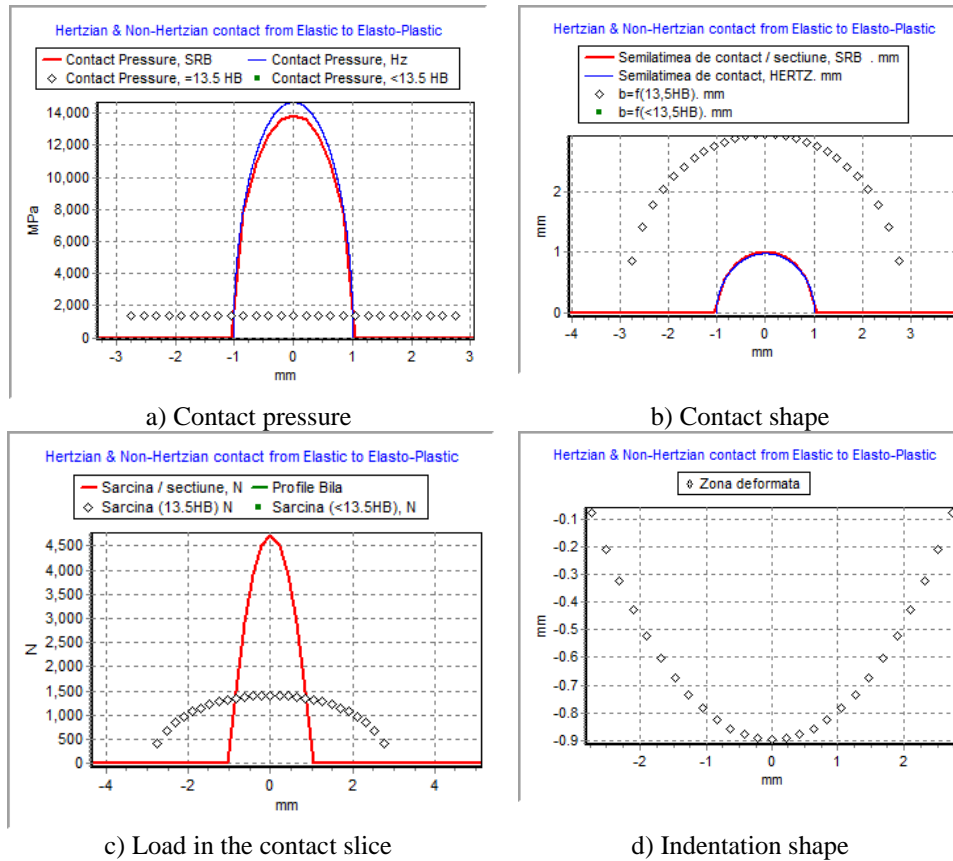 Hertzian & Non-Hertzian contact from Elastic to Elasto-Plastic
Contact Pressure, SRB
Contact Pressure, Hz
Contact Pressure, =13.5 HB
Contact Pressure, <13.5 HB
14,000
12,000
10,000
8,000
6,000
4,000
2,000
0
MPa
-3 -2 -1 0 1 2 3
mm
a) Contact pressure
Hertzian & Non-Hertzian contact from Elastic to Elasto-Plastic
Semilatimea de contact / sectiune, SRB . mm
Semilatimea de contact, HERTZ. mm
b=f(13,5HB). mm
b=f(<13,5HB). mm
2
1
0
mm
-4 -3 -2 -1 0 1 2 3
mm
b) Contact shape
Hertzian & Non-Hertzian contact from Elastic to Elasto-Plastic
Sarcina / sectiune, N
Profile Bila
Sarcina (13.5HB) N
Sarcina (<13.5HB), N
4,500
4,000
3,500
3,000
2,500
2,000
1,500
1,000
500
0
N
-4 -2 0 2 4
mm
c) Load in the contact slice
Hertzian & Non-Hertzian contact from Elastic to Elasto-Plastic
Zona deformata
-0.1
-0.2
-0.3
-0.4
-0.5
-0.6
-0.7
-0.8
-0.9
mm
-2 -1 0 1 2
mm
d) Indentation shape